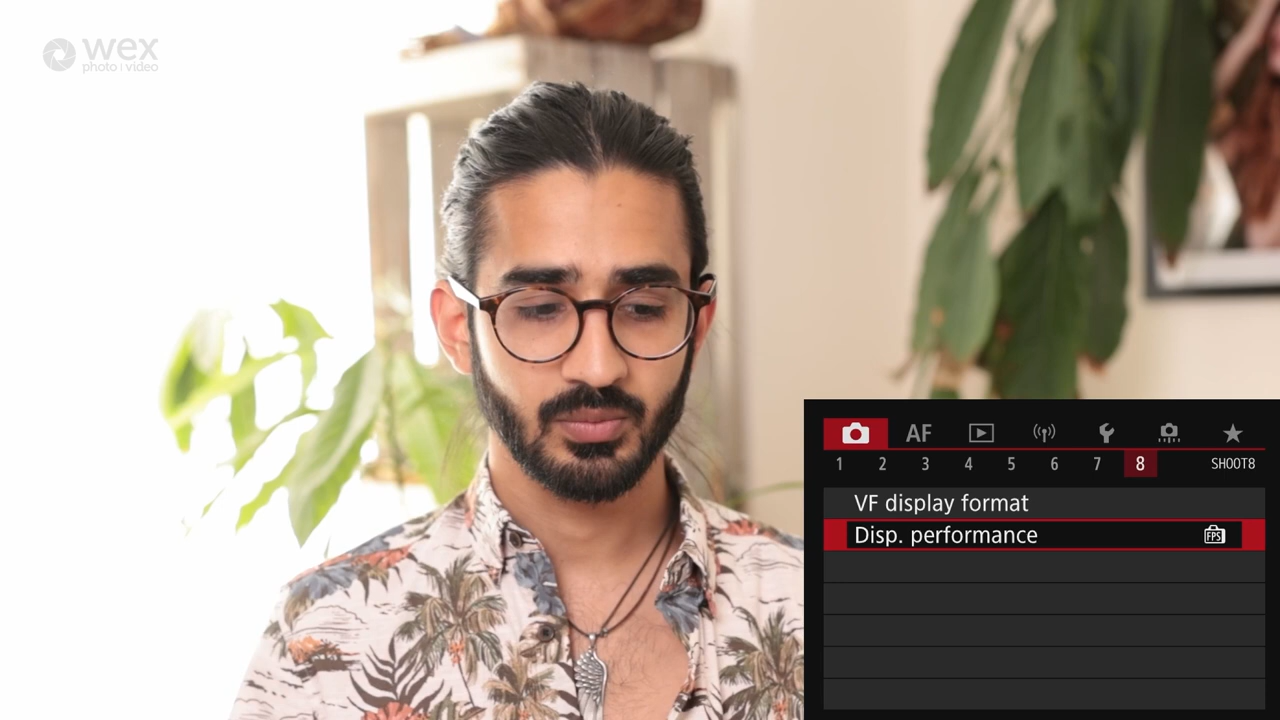 wex
photo | video
AF
1 2 3 4 5 6 7 8 SHOOT8
VF display format
Disp. performance FPS